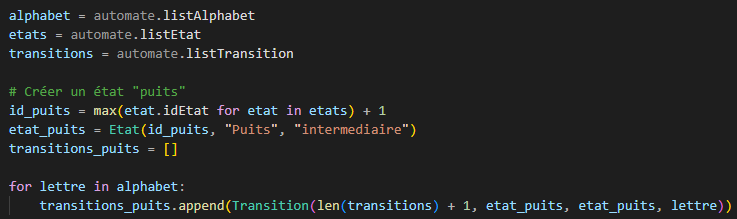 alphabet = automate.listAlphabet
etats = automate.listEtat
transitions = automate.listTransition
# Créer un état "puits"
id_puits = max(etat.idEtat for etat in etats) + 1
etat_puits = Etat(id_puits, "Puits", "intermediaire")
transitions_puits = []
for lettre in alphabet:
    transitions_puits.append(Transition(len(transitions) + 1, etat_puits, etat_puits, lettre))